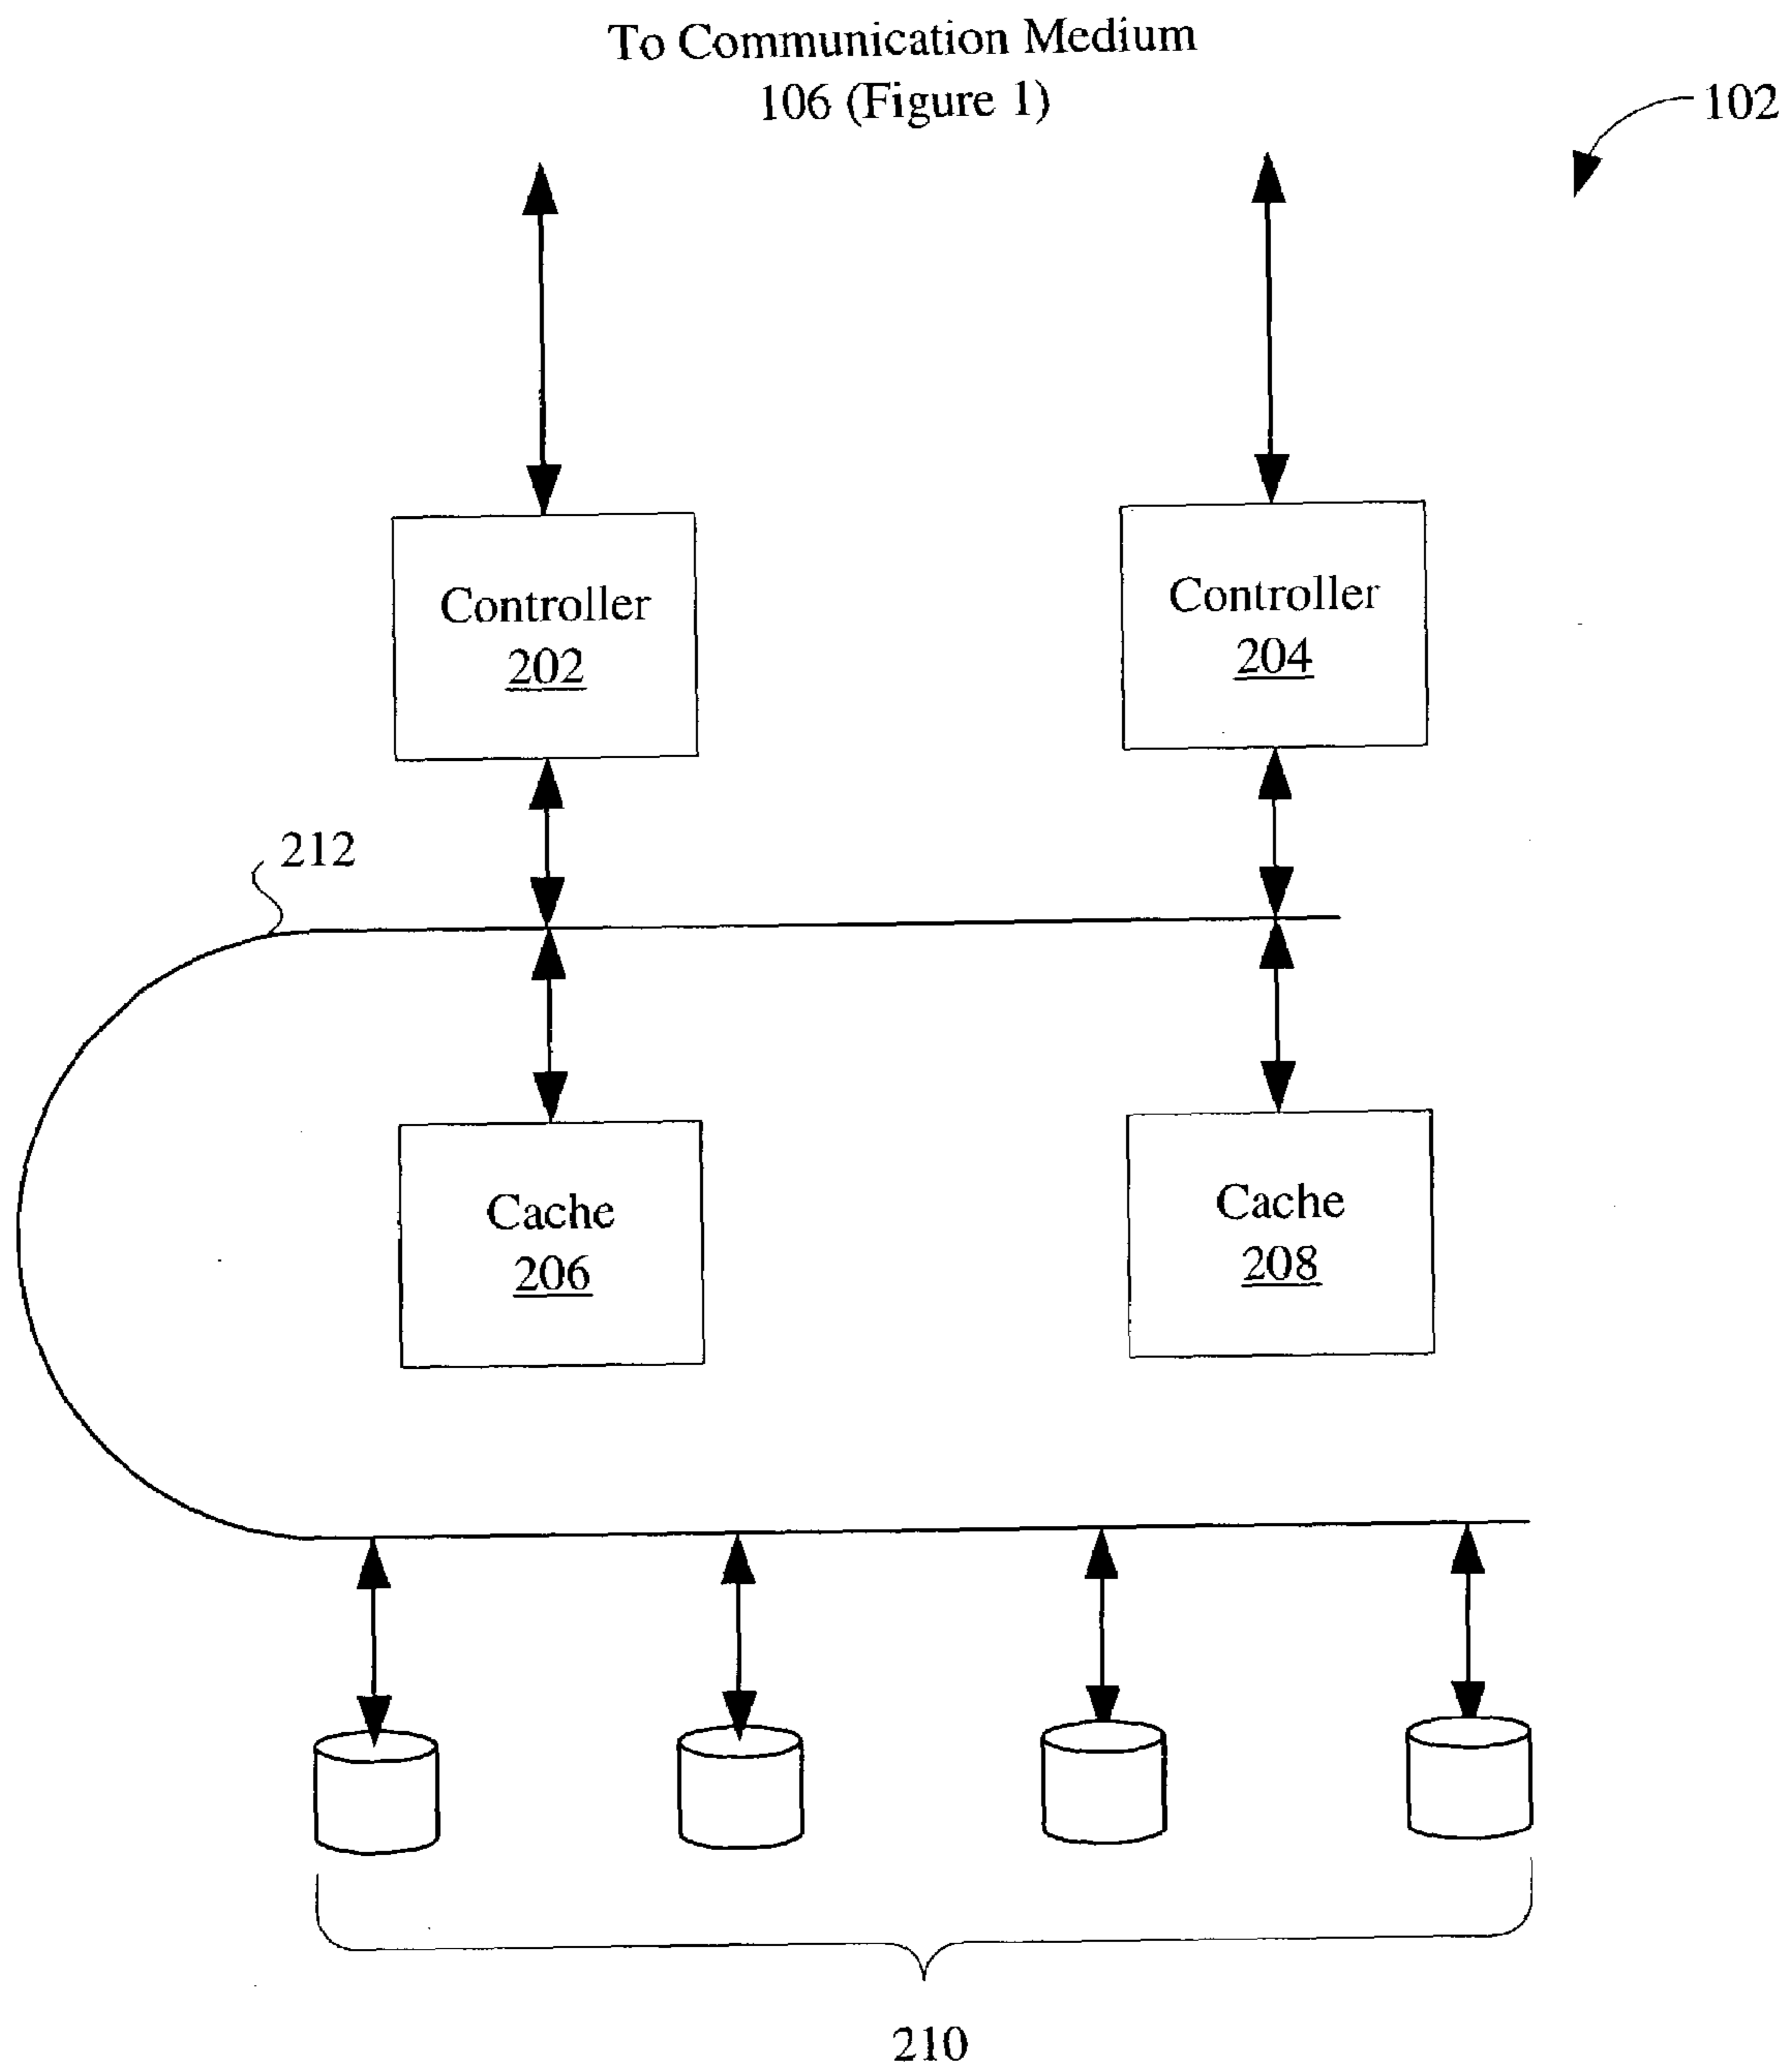 To Communication Medium
106 (Figure 1)
102
Controller
202
Controller
204
212
Cache
206
Cache
208
210